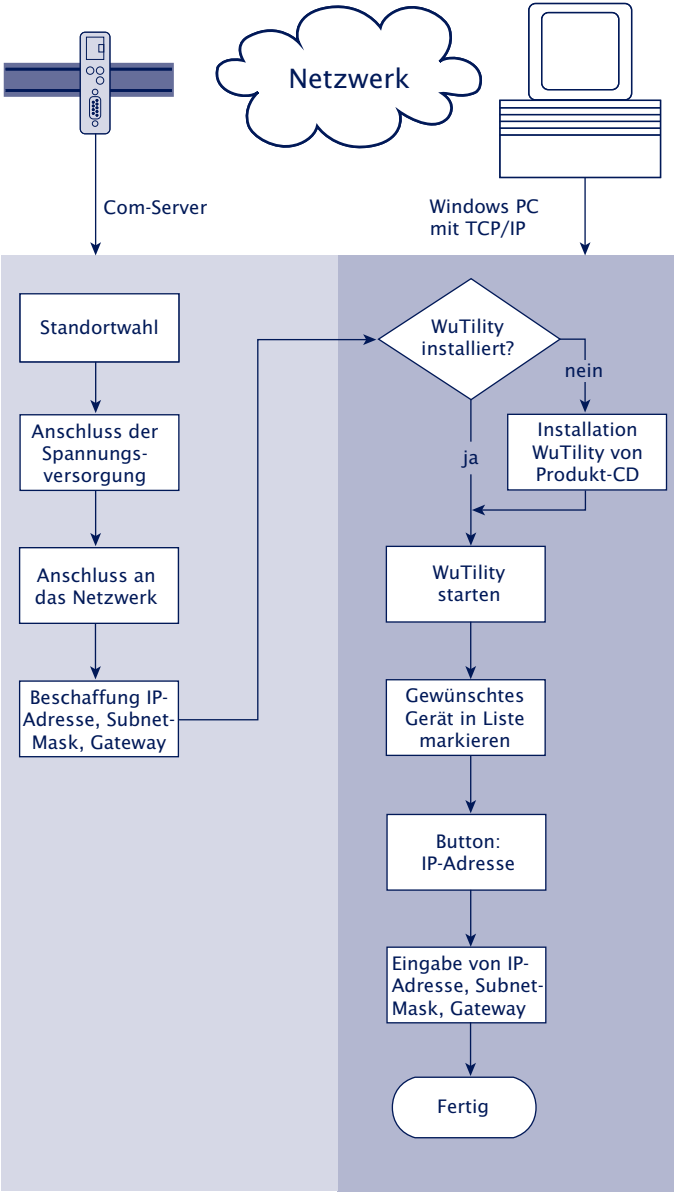 Netzwerk
Com-Server
Windows PC
mit TCP/IP
Standortwahl
Anschluss der
Spannungs-
versorgung
Anschluss an
das Netzwerk
Beschaffung IP-
Adresse, Subnet-
Mask, Gateway
WuTility
installiert?
nein
ja
Installation
WuTility von
Produkt-CD
WuTility
starten
Gewünschtes
Gerät in Liste
markieren
Button:
IP-Adresse
Eingabe von IP-
Adresse, Subnet-
Mask, Gateway
Fertig